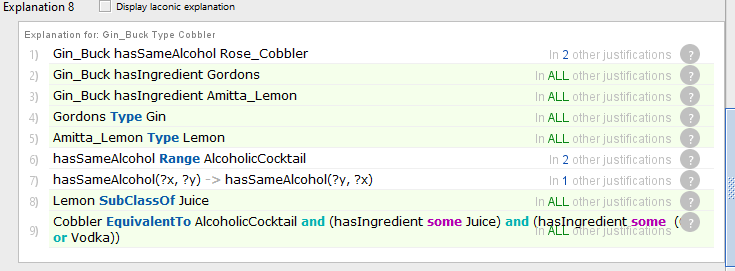 Explanation 8 Display laconic explanation
Explanation for: Gin_Buck Type Cobbler
1) Gin_Buck hasSameAlcohol Rose_Cobbler In 2 other justifications ?
2) Gin_Buck hasIngredient Gordons In ALL other justifications ?
3) Gin_Buck hasIngredient Amitta_Lemon In ALL other justifications ?
4) Gordons Type Gin In ALL other justifications ?
5) Amitta_Lemon Type Lemon In ALL other justifications ?
6) hasSameAlcohol Range AlcoholicCocktail In 2 other justifications ?
7) hasSameAlcohol(?x, ?y) -> hasSameAlcohol(?y, ?x) In 1 other justifications ?
8) Lemon SubClassOf Juice In ALL other justifications ?
Cobbler EquivalentTo AlcoholicCocktail and (hasIngredient some Juice) and (hasIngredient some (
9) or Vodka)) In ALL other justifications ?